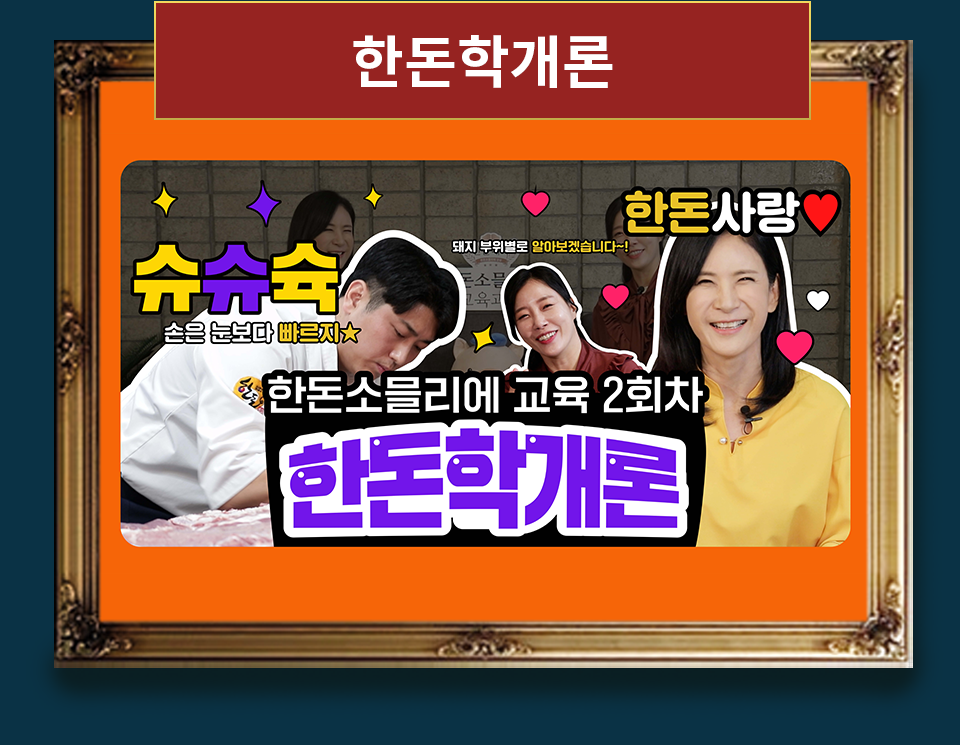 한돈학개론
한돈사랑
돼지 부위별로 알아보겠습니다~!
슈슈슉
손은 눈보다 빠르지★
한돈소믈리에 교육 2회차
한돈학개론